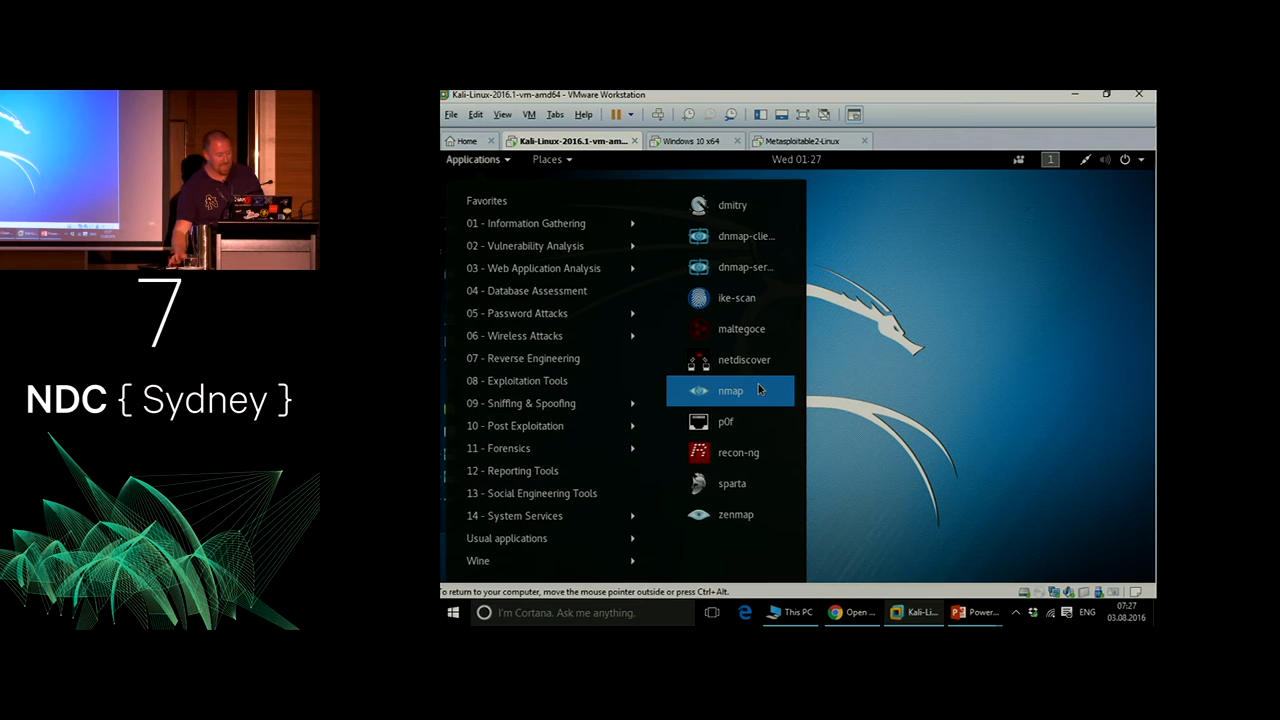 7
NDC { Sydney }
Kali-Linux-2016.1-vm-amd64 - VMware Workstation
File Edit View VM Tabs Help
Home Kali-Linux-2016.1-vm-am... Windows 10 x64 Metasploitable2-Linux
Applications Places Wed 01:27 1
Favorites
01 - Information Gathering
02 - Vulnerability Analysis
03 - Web Application Analysis
04 - Database Assessment
05 - Password Attacks
06 - Wireless Attacks
07 - Reverse Engineering
08 - Exploitation Tools
09 - Sniffing & Spoofing
10 - Post Exploitation
11 - Forensics
12 - Reporting Tools
13 - Social Engineering Tools
14 - System Services
Usual applications
Wine
dmitry
dnmap-clie...
dnmap-ser...
ike-scan
maltegoce
netdiscover
nmap
p0f
recon-ng
sparta
zenmap
o return to your computer, move the mouse pointer outside or press Ctrl+Alt.
I'm Cortana. Ask me anything. This PC Open ... Kali-Li... Power... ENG 07:27
03.08.2016